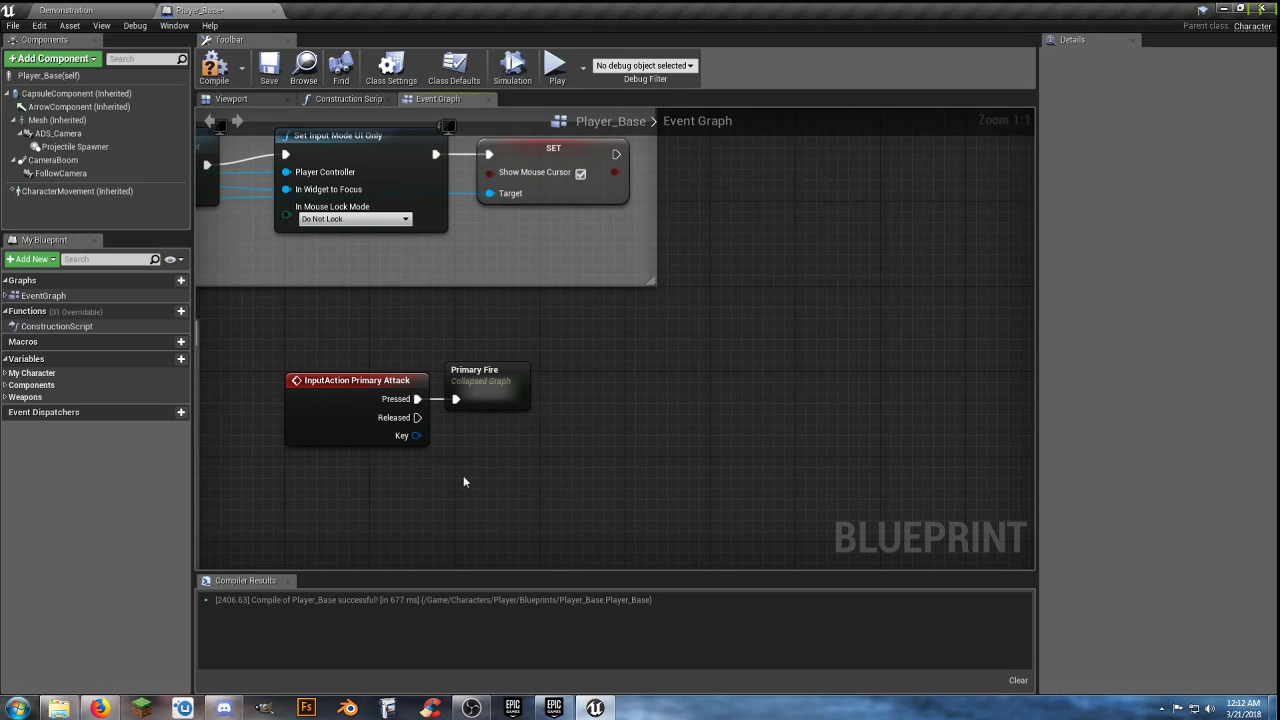 Demonstration
Player_Base*
File
Edit
Asset
View
Debug
Window
Help
Parent class: Character
Components
Toolbar
Details
+Add Component
Search
Player_Base(self)
CapsuleComponent (Inherited)
ArrowComponent (Inherited)
Mesh (Inherited)
ADS_Camera
Projectile Spawner
CameraBoom
FollowCamera
CharacterMovement (Inherited)
Compile
Save
Browse
Find
Class Settings
Class Defaults
Simulation
Play
No debug object selected
Debug Filter
Viewport
Construction Scrip
Event Graph
Player_Base > Event Graph
Zoom 1:1
Set Input Mode UI Only
Player Controller
In Widget to Focus
In Mouse Lock Mode
Do Not Lock
SET
Show Mouse Cursor
Target
My Blueprint
+Add New
Search
Graphs
EventGraph
Functions (31 Overridable)
ConstructionScript
Macros
Variables
My Character
Components
Weapons
Event Dispatchers
InputAction Primary Attack
Pressed
Released
Key
Primary Fire
Collapsed Graph
BLUEPRINT
Compiler Results
[2406.63] Compile of Player_Base successful! [in 677 ms] (/Game/Characters/Player/Blueprints/Player_Base.Player_Base)
Clear
Fs
EPIC GAMES
EPIC GAMES
12:12 AM
3/21/2018